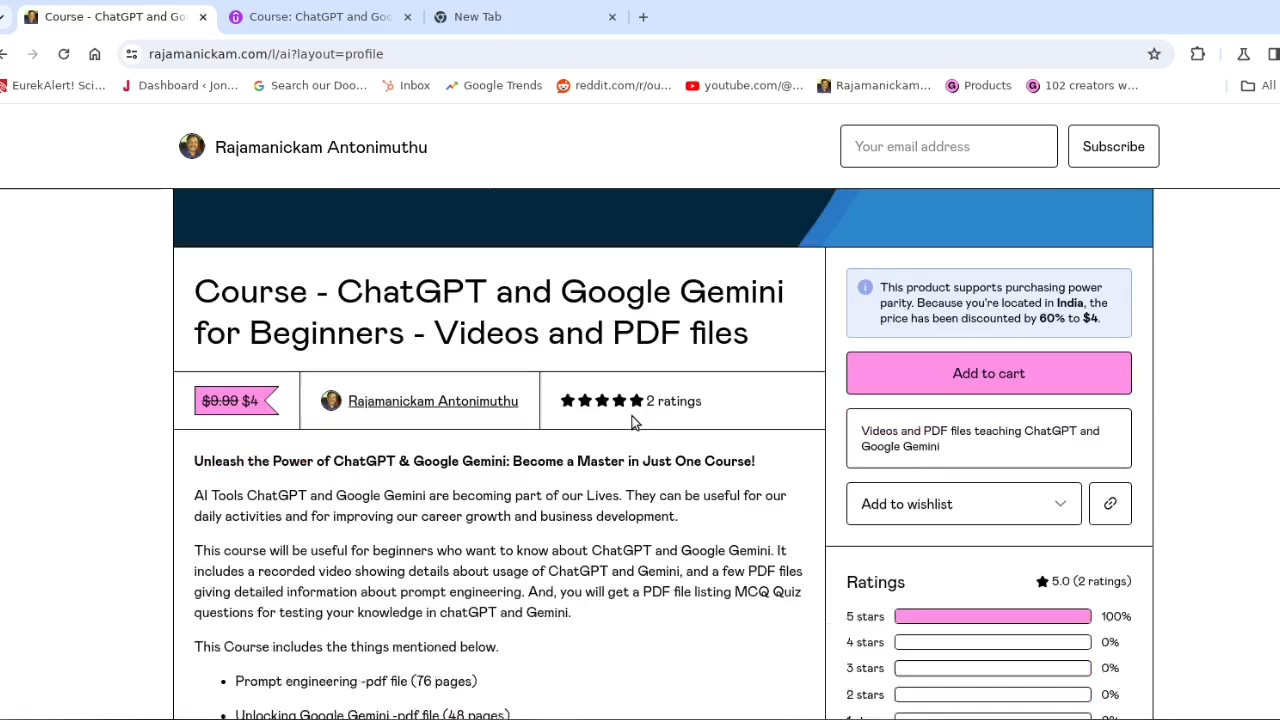 Course - ChatGPT and Go
Course: ChatGPT and Goo
New Tab
rajamanickam.com/l/ai?layout=profile
EurekAlert! Sci...
Dashboard ‹ Jon...
Search our Doo...
Inbox
Google Trends
reddit.com/r/ou...
youtube.com/@...
Rajamanickam...
Products
102 creators w...
All
Rajamanickam Antonimuthu
Your email address
Subscribe
Course - ChatGPT and Google Gemini
for Beginners - Videos and PDF files
$9.99 $4
Rajamanickam Antonimuthu
2 ratings
Unleash the Power of ChatGPT & Google Gemini: Become a Master in Just One Course!
AI Tools ChatGPT and Google Gemini are becoming part of our Lives. They can be useful for our
daily activities and for improving our career growth and business development.
This course will be useful for beginners who want to know about ChatGPT and Google Gemini. It
includes a recorded video showing details about usage of ChatGPT and Gemini, and a few PDF files
giving detailed information about prompt engineering. And, you will get a PDF file listing MCQ Quiz
questions for testing your knowledge in chatGPT and Gemini.
This Course includes the things mentioned below.
• Prompt engineering -pdf file (76 pages)
• Unlocking Google Gemini -pdf file (48 pages)
This product supports purchasing power
parity. Because you're located in India, the
price has been discounted by 60% to $4.
Add to cart
Videos and PDF files teaching ChatGPT and
Google Gemini
Add to wishlist
Ratings
5.0 (2 ratings)
5 stars
100%
4 stars
0%
3 stars
0%
2 stars
0%